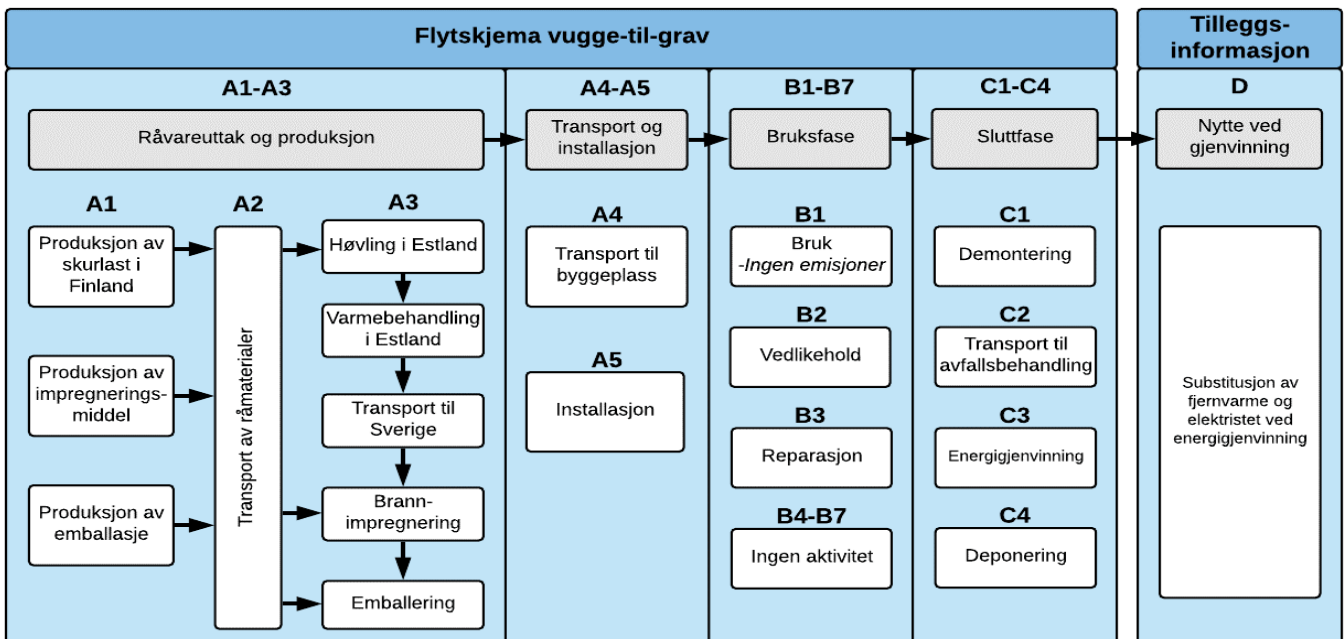 Flytskjema vugge-til-grav
Tilleggs-
informasjon
A1-A3
A4-A5
B1-B7
C1-C4
D
Råvareuttak og produksjon
Transport og
installasjon
Bruksfase
Sluttfase
Nytte ved
gjenvinning
A1
Produksjon av
skurlast i
Finland
Produksjon av
impregnerings-
middel
Produksjon av
emballasje
A2
Transport av råmaterialer
A3
Høvling i Estland
Varmebehandling
i Estland
Transport til
Sverige
Brann-
impregnering
Emballering
A4
Transport til
byggeplass
A5
Installasjon
B1
Bruk
-Ingen emisjoner
B2
Vedlikehold
B3
Reparasjon
B4-B7
Ingen aktivitet
C1
Demontering
C2
Transport til
avfallsbehandling
C3
Energigjenvinning
C4
Deponering
Substitusjon av
fjernvarme og
elektristet ved
energigjenvinning